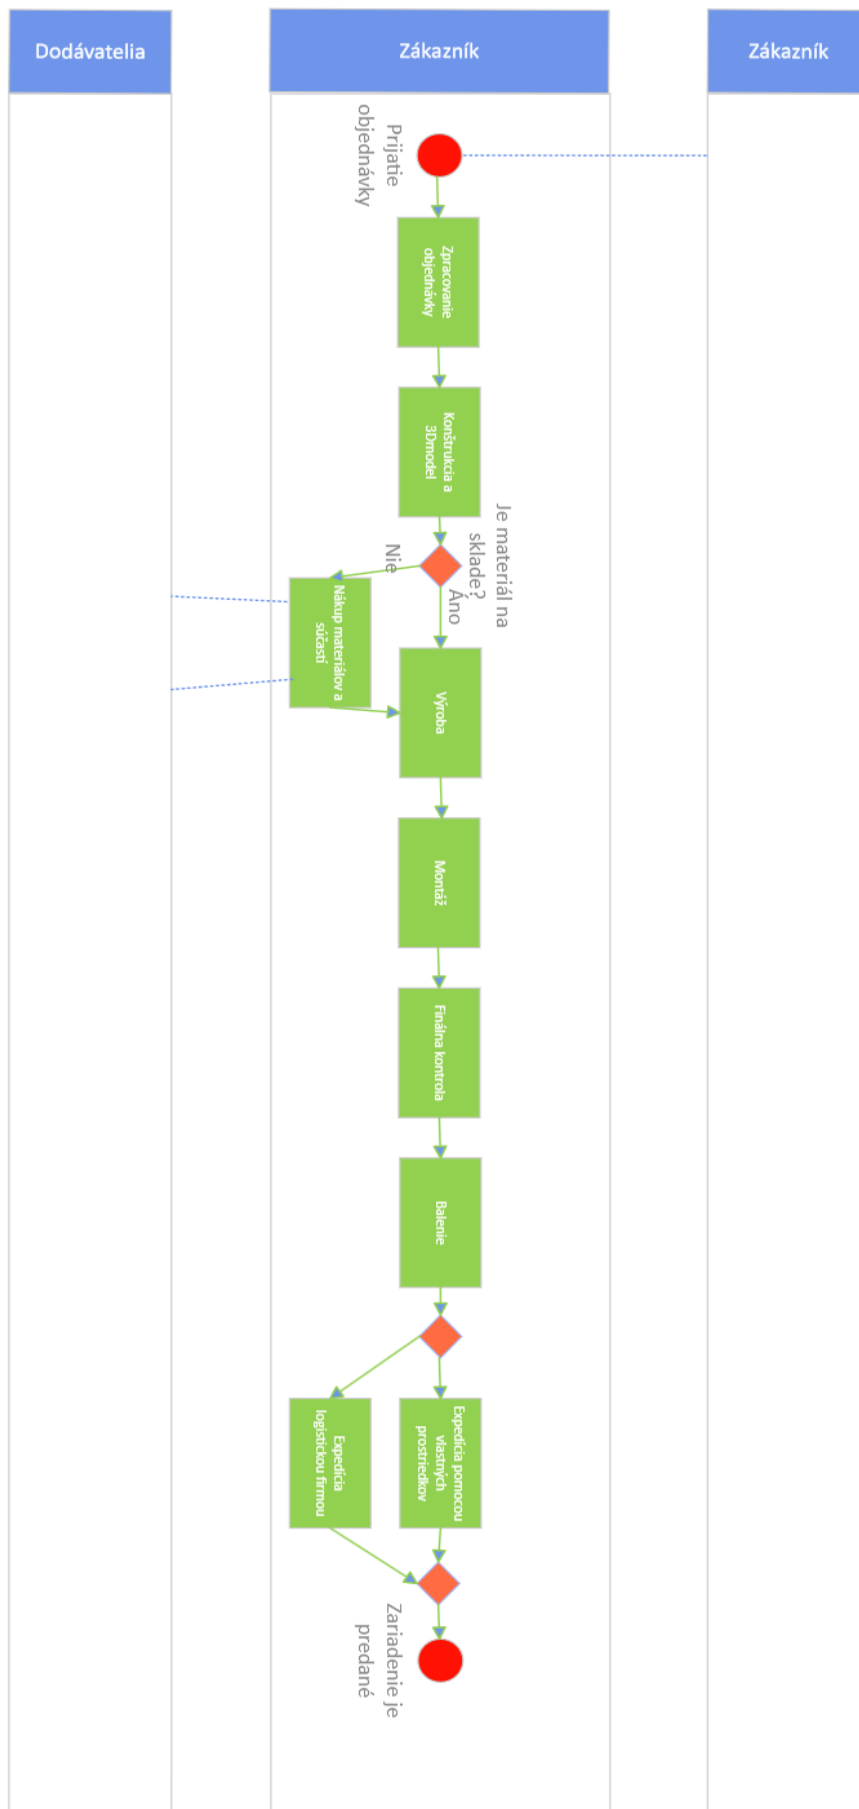 Dodávatelia
Zákazník
Zákazník
Prijatie
objednávky
Zpracovanie
objednávky
Konštrukcia a
3Dmodel
Je materiál na
sklade?
Nie
Áno
Nákup materiálov a
súčastí
Výroba
Montáž
Finálna kontrola
Balenie
Expedícia pomocou
vlastných
prostriedkov
Expedícia
logistickou firmou
Zariadenie je
predané